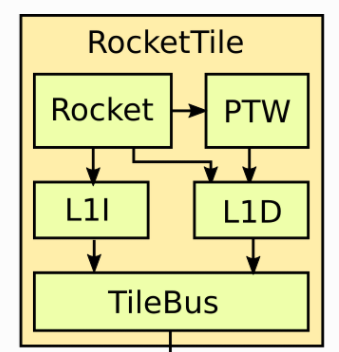 RocketTile
Rocket
PTW
L1I
L1D
TileBus